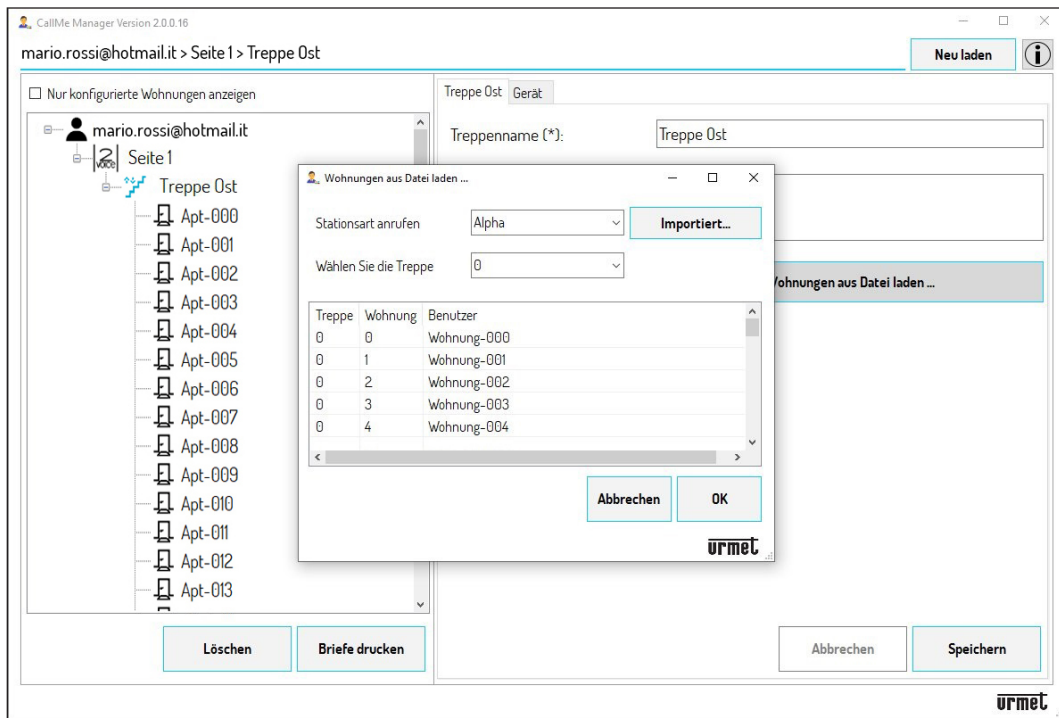 CallMe Manager Version 2.0.0.16
mario.rossi@hotmail.it > Seite 1 > Treppe Ost
Neu laden
Nur konfigurierte Wohnungen anzeigen
mario.rossi@hotmail.it
2 VOICE
Seite 1
Treppe Ost
Apt-000
Apt-001
Apt-002
Apt-003
Apt-004
Apt-005
Apt-006
Apt-007
Apt-008
Apt-009
Apt-010
Apt-011
Apt-012
Apt-013
Löschen
Briefe drucken
Treppe Ost Gerät
Treppenname (*): Treppe Ost
Wohnungen aus Datei laden ...
Wohnungen aus Datei laden ...
Stationsart anrufen Alpha Importiert...
Wählen Sie die Treppe 0
Treppe Wohnung Benutzer
0 0 Wohnung-000
0 1 Wohnung-001
0 2 Wohnung-002
0 3 Wohnung-003
0 4 Wohnung-004
Abbrechen OK
urmet
Abbrechen Speichern
urmet